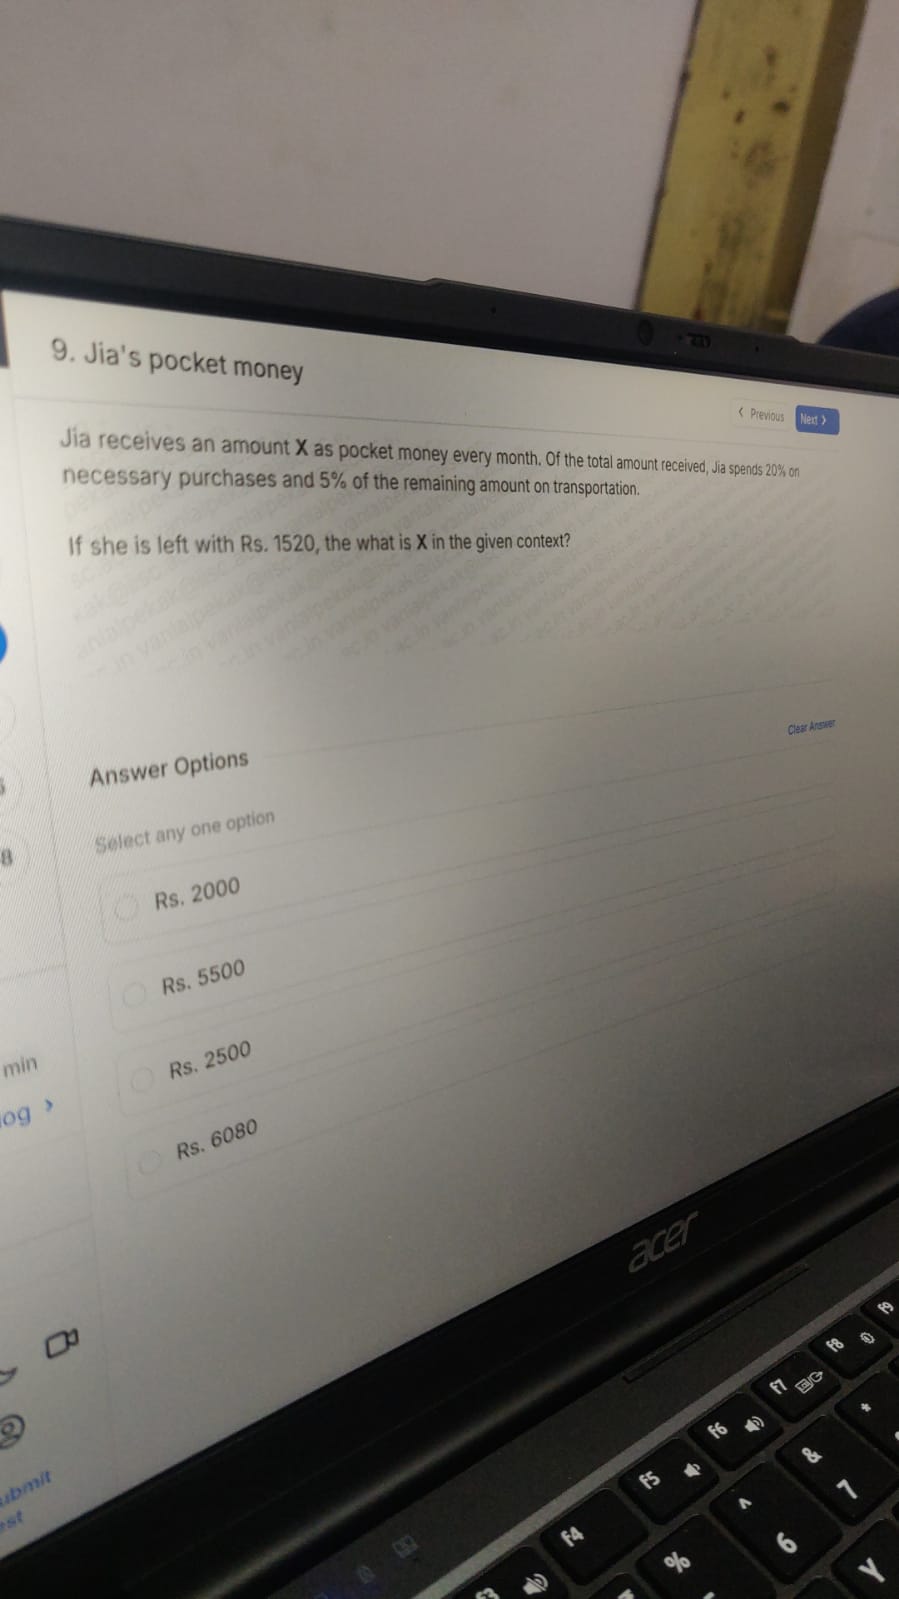 9. Jia's pocket money
< Previous
Next >
Jia receives an amount X as pocket money every month. Of the total amount received, Jia spends 20% on
necessary purchases and 5% of the remaining amount on transportation.
If she is left with Rs. 1520, the what is X in the given context?
Clear Answer
Answer Options
Select any one option
Rs. 2000
8
Rs. 5500
Rs. 2500
min
og >
Rs. 6080
acer
ubmit
est
F9
F8
F7
F6
F5
F4
F3
*
&
7
^
6
%
Y